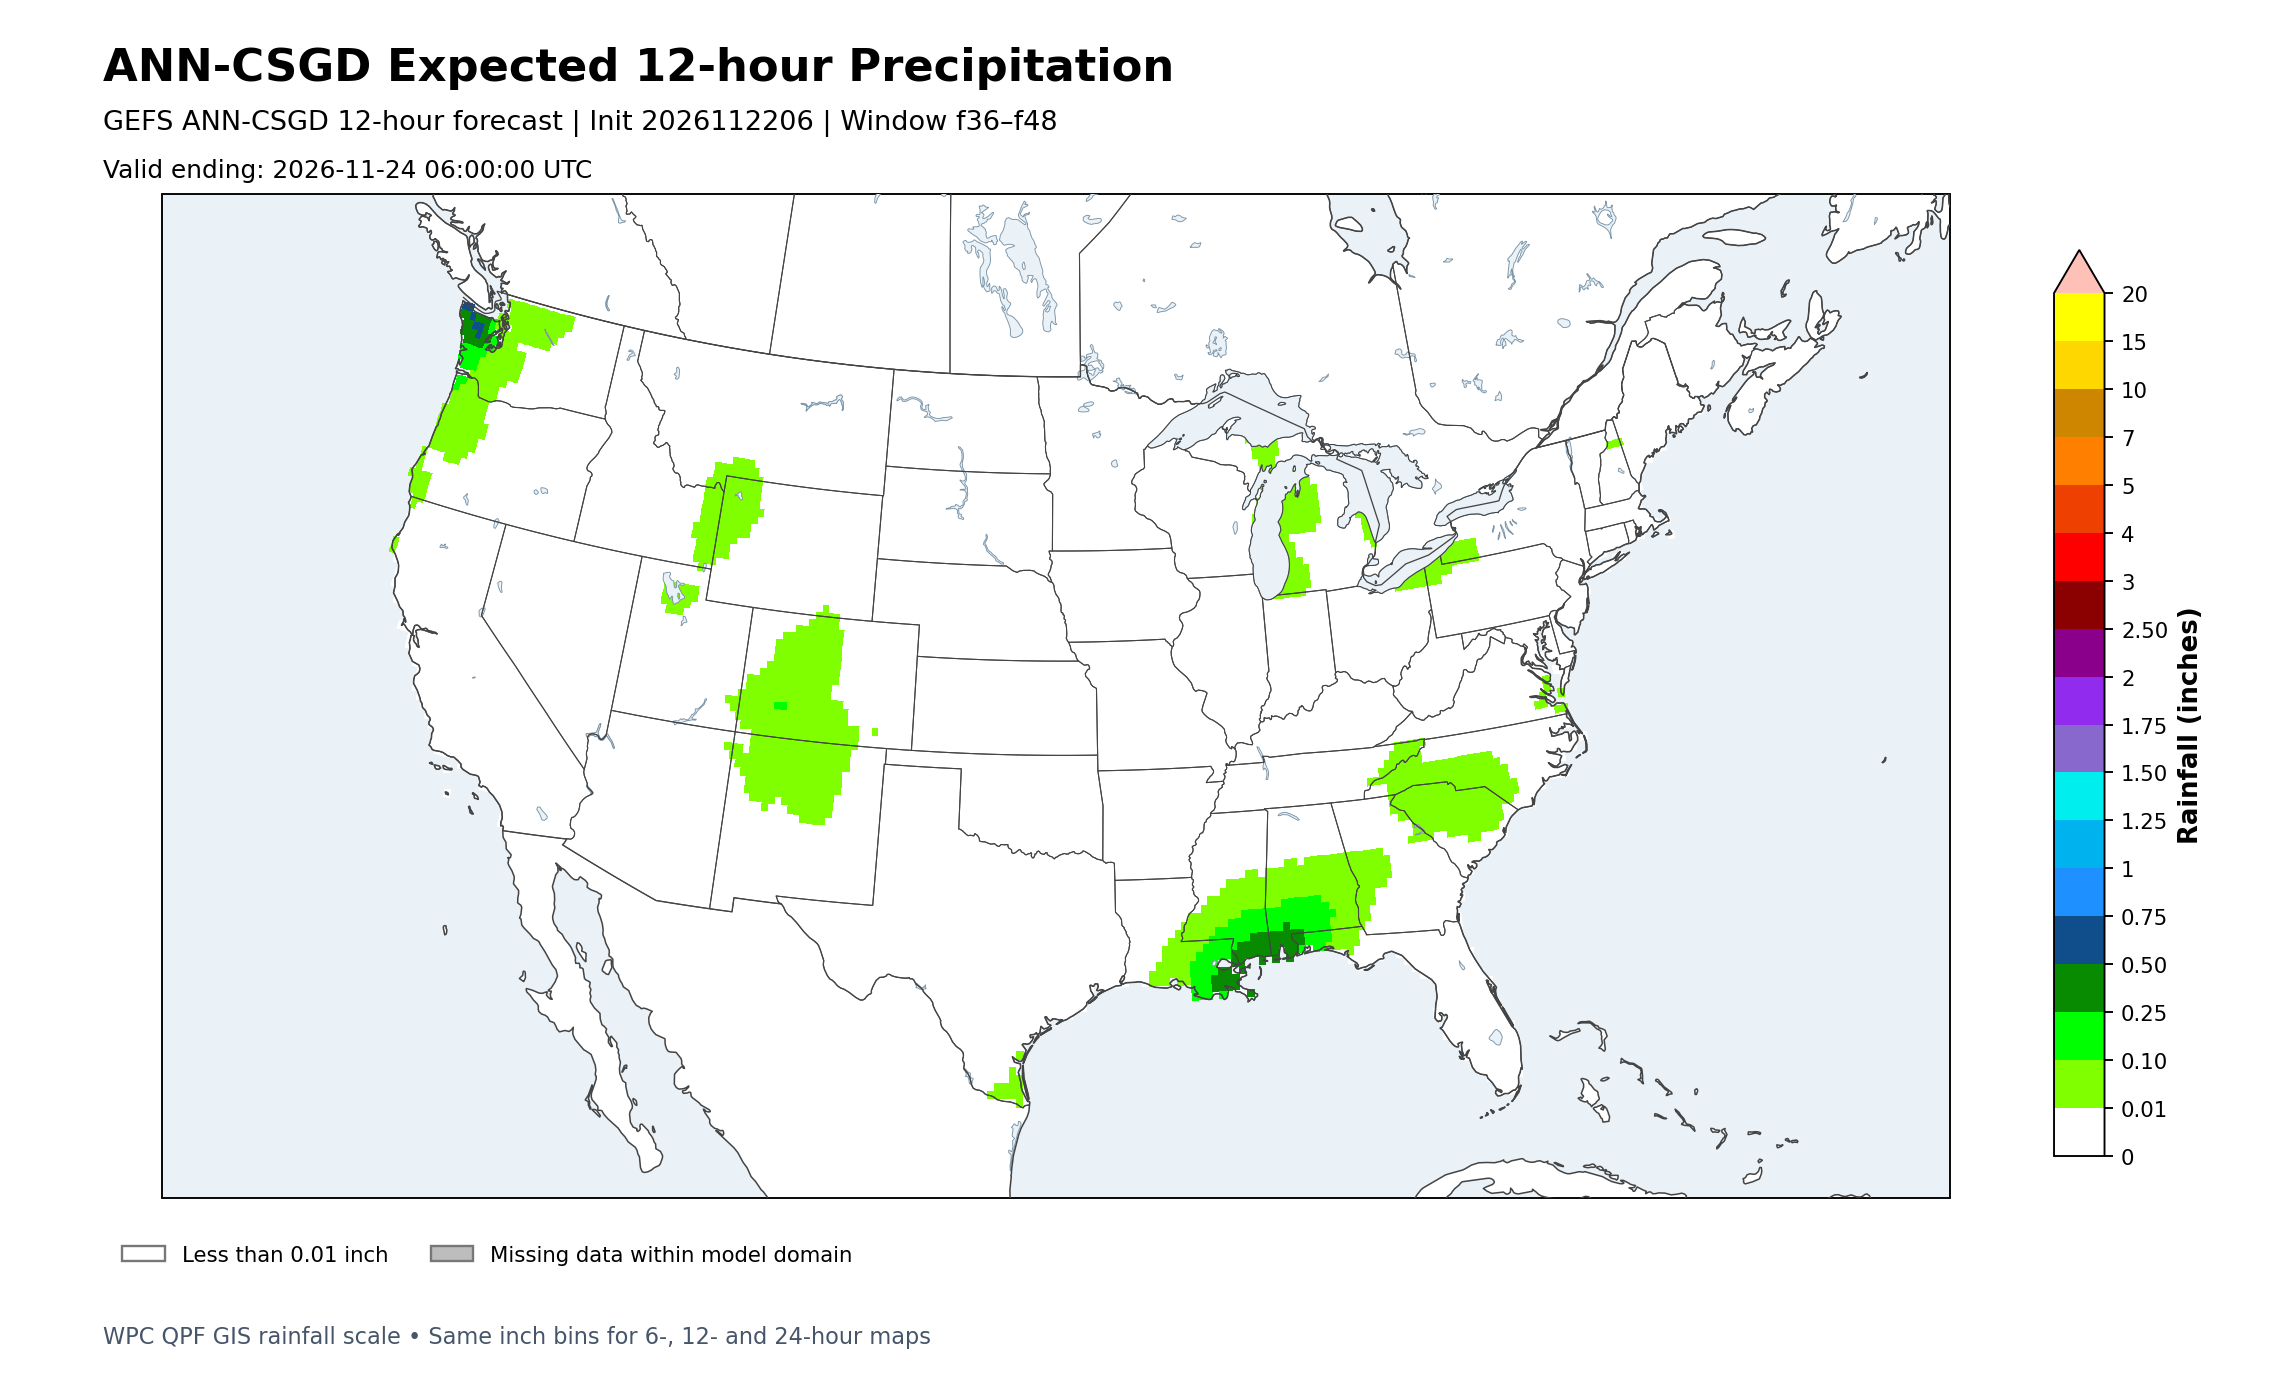 ANN-CSGD Expected 12-hour Precipitation
GEFS ANN-CSGD 12-hour forecast | Init 2026112206 | Window f36–f48
Valid ending: 2026-11-24 06:00:00 UTC
20
15
10
7
5
4
3
2.50
2
1.75
1.50
1.25
1
0.75
0.50
0.25
0.10
0.01
0
Rainfall (inches)
Less than 0.01 inch
Missing data within model domain
WPC QPF GIS rainfall scale • Same inch bins for 6-, 12- and 24-hour maps